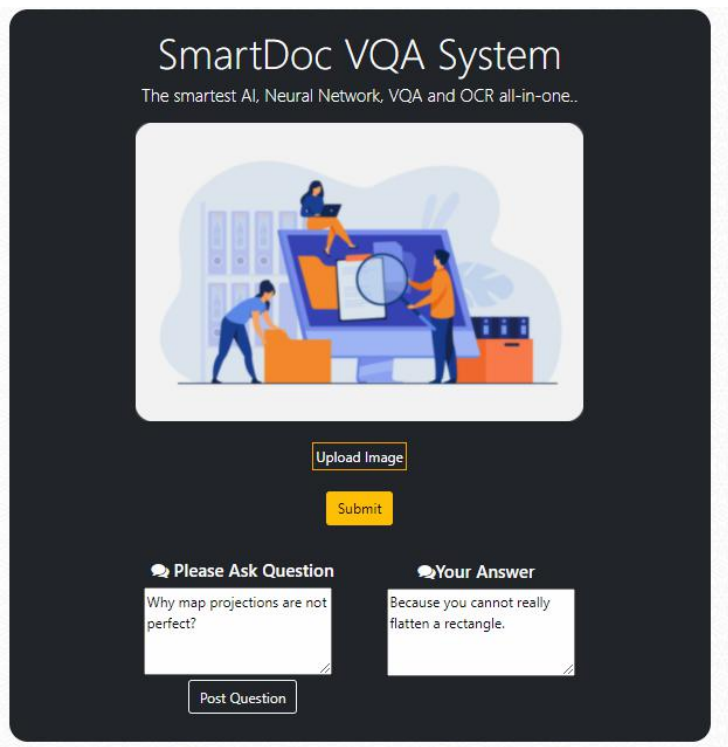 SmartDoc VQA System
The smartest AI, Neural Network, VQA and OCR all-in-one..
Upload Image
Submit
Please Ask Question
Why map projections are not
perfect?
Post Question
Your Answer
Because you cannot really
flatten a rectangle.